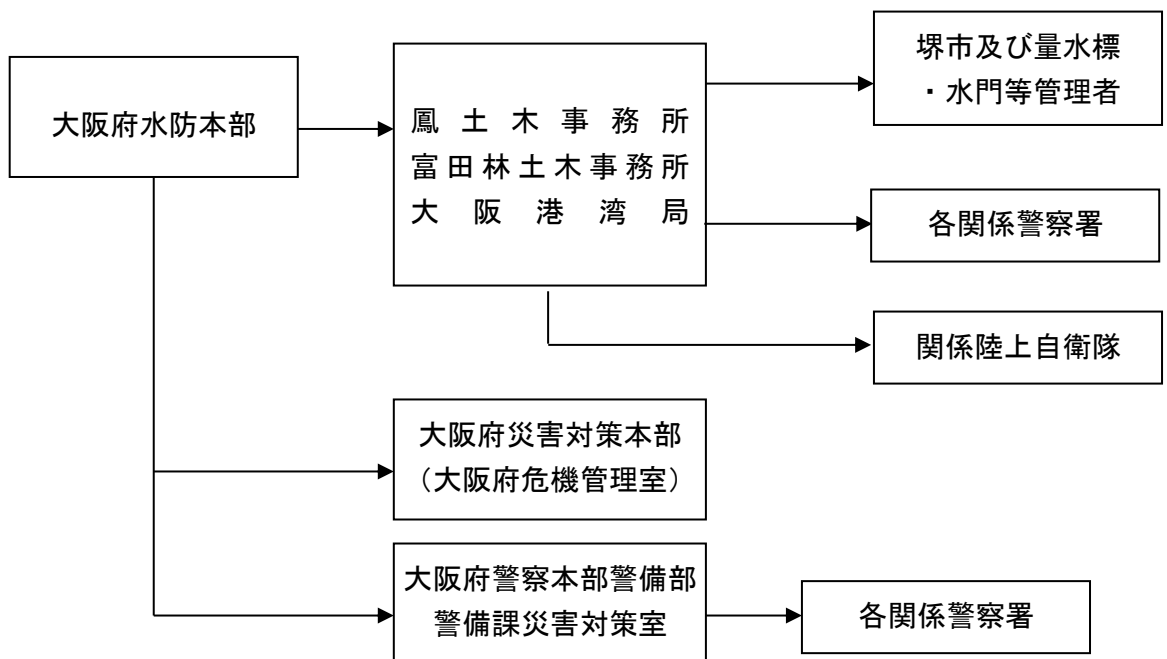 大阪府水防本部
鳳土木事務所
富田林土木事務所
大阪港湾局
堺市及び量水標
・水門等管理者
各関係警察署
関係陸上自衛隊
大阪府災害対策本部
（大阪府危機管理室）
大阪府警察本部警備部
警備課災害対策室
各関係警察署